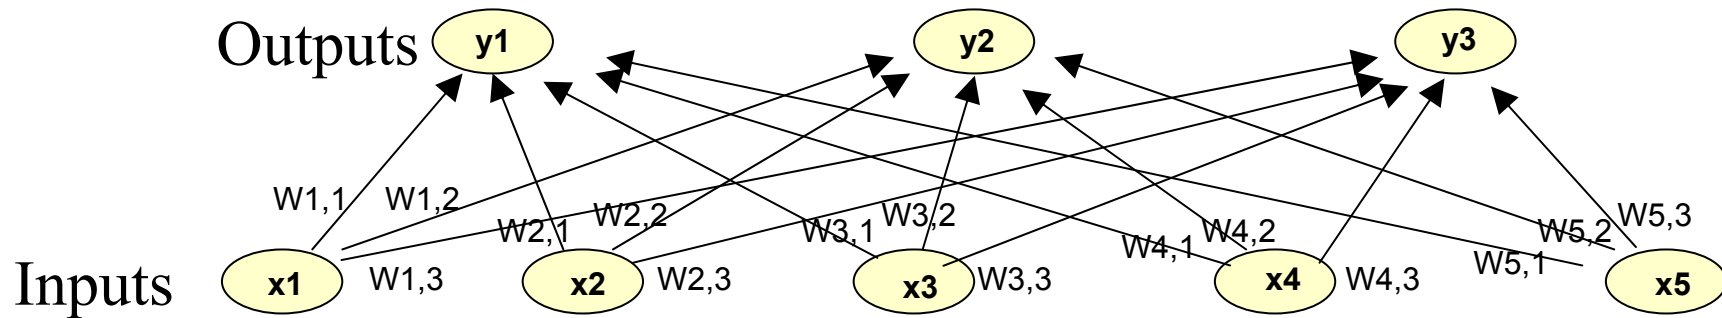 Outputs y1 y2 y3
W1,1 W1,2 W2,1 W2,2 W3,1 W3,2 W4,1 W4,2 W5,1 W5,2 W5,3
Inputs x1 W1,3 x2 W2,3 x3 W3,3 x4 W4,3 x5